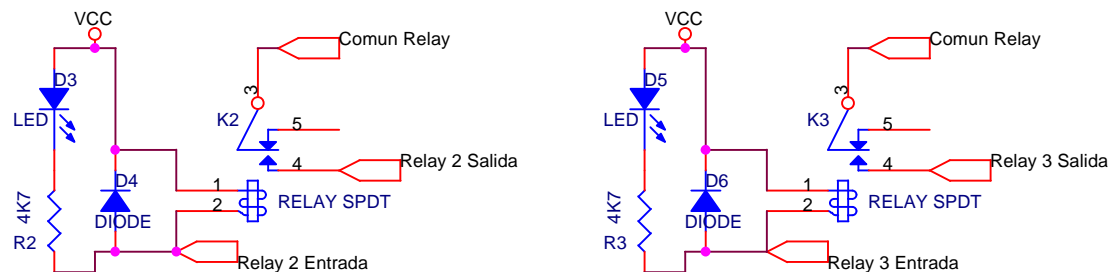 VCC
Comun Relay
D3
3
LED
K2
5
4
Relay 2 Salida
D4
1
RELAY SPDT
2
4K7
DIODE
R2
Relay 2 Entrada
VCC
Comun Relay
D5
3
LED
K3
5
4
Relay 3 Salida
D6
1
RELAY SPDT
2
4K7
DIODE
R3
Relay 3 Entrada